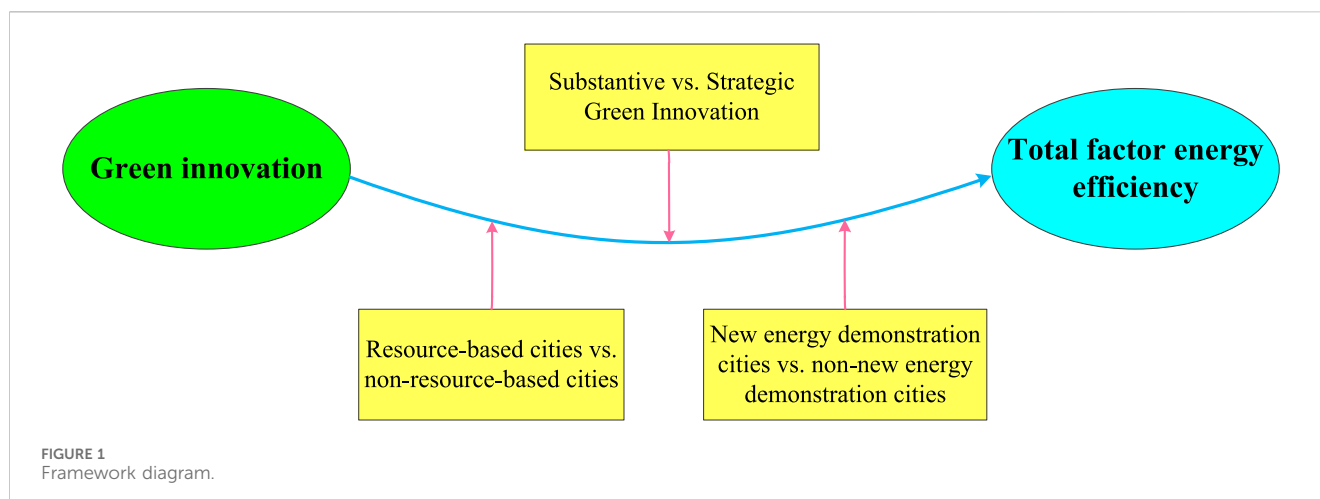 Substantive vs. Strategic
Green Innovation
Green innovation
Total factor energy
efficiency
Resource-based cities vs.
non-resource-based cities
New energy demonstration
cities vs. non-new energy
demonstration cities
FIGURE 1
Framework diagram.